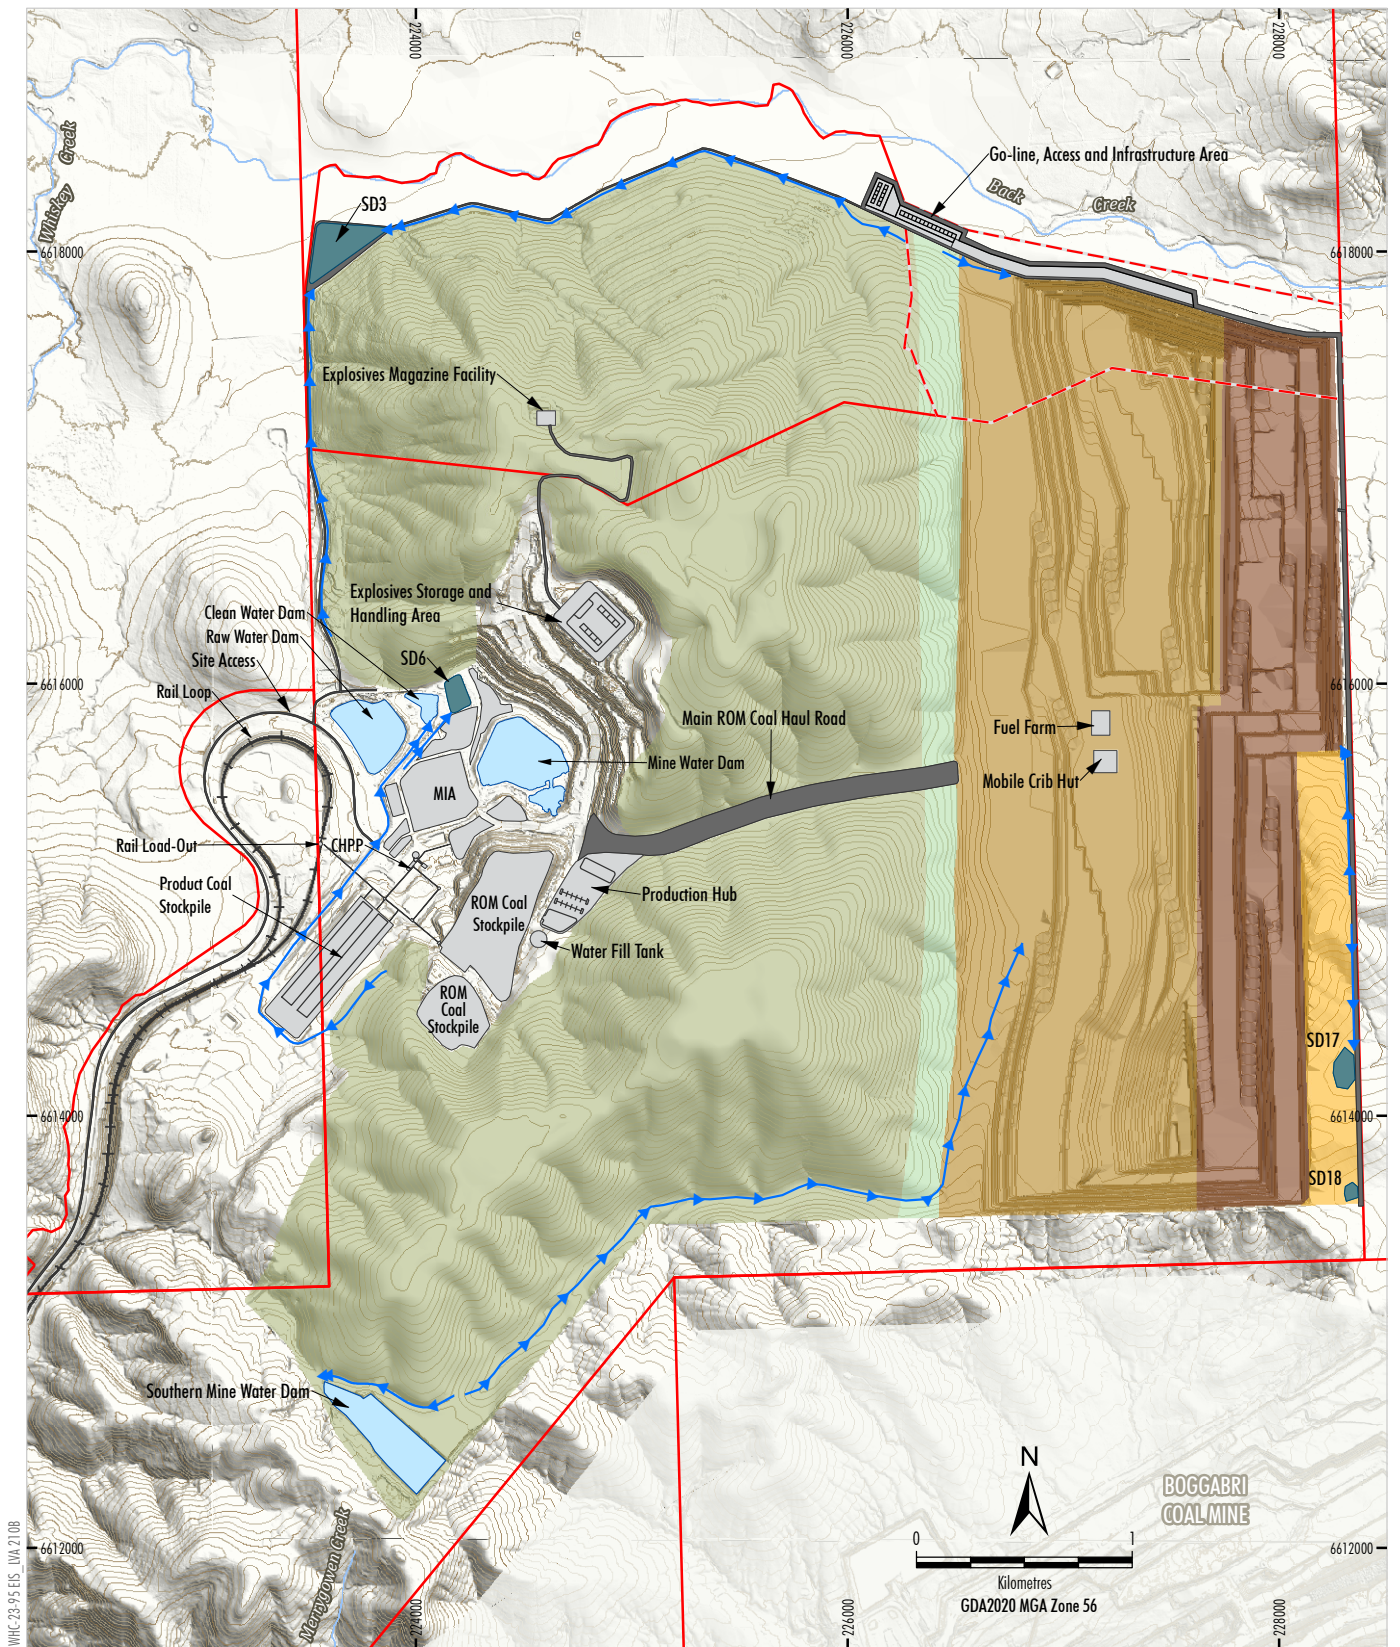 224000
226000
228000
Go-line, Access and Infrastructure Area
Whiskey
Creek
Back
Creek
SD3
6618000
6618000
Explosives Magazine Facility
Explosives Storage and
Handling Area
Clean Water Dam
Raw Water Dam
Site Access
SD6
Rail Loop
6616000
6616000
Main ROM Coal Haul Road
Fuel Farm
Mine Water Dam
Mobile Crib Hut
MIA
Rail Load-Out
CHPP
Product Coal
Stockpile
Production Hub
ROM Coal
Stockpile
Water Fill Tank
ROM
Coal
Stockpile
SD17
6614000
6614000
SD18
Southern Mine Water Dam
N
BOGGABRI
COAL MINE
0
1
Kilometres
GDA2020 MGA Zone 56
6612000
6612000
Merrygowen Creek
WHC-23-95 EIS_LVA 210B
224000
226000
228000